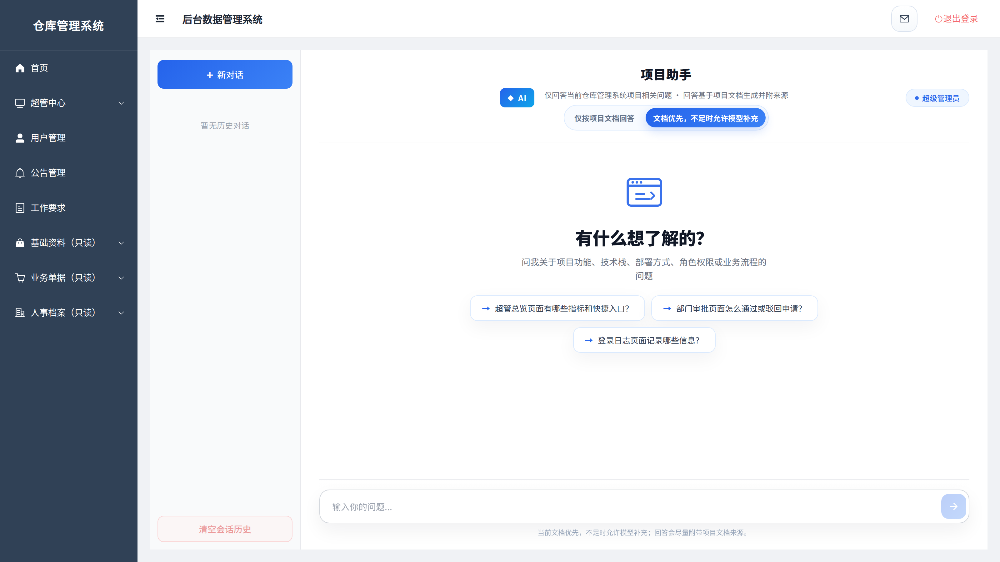 仓库管理系统
首页
超管中心
用户管理
公告管理
工作要求
基础资料（只读）
业务单据（只读）
人事档案（只读）
后台数据管理系统
退出登录
+ 新对话
暂无历史对话
清空会话历史
项目助手
◆ AI
仅回答当前仓库管理系统项目相关问题 · 回答基于项目文档生成并附来源
仅按项目文档回答
文档优先，不足时允许模型补充
超级管理员
有什么想了解的？
问我关于项目功能、技术栈、部署方式、角色权限或业务流程的
问题
→ 超管总览页面有哪些指标和快捷入口？
→ 部门审批页面怎么通过或驳回申请？
→ 登录日志页面记录哪些信息？
输入你的问题...
当前文档优先，不足时允许模型补充；回答会尽量附带项目文档来源。